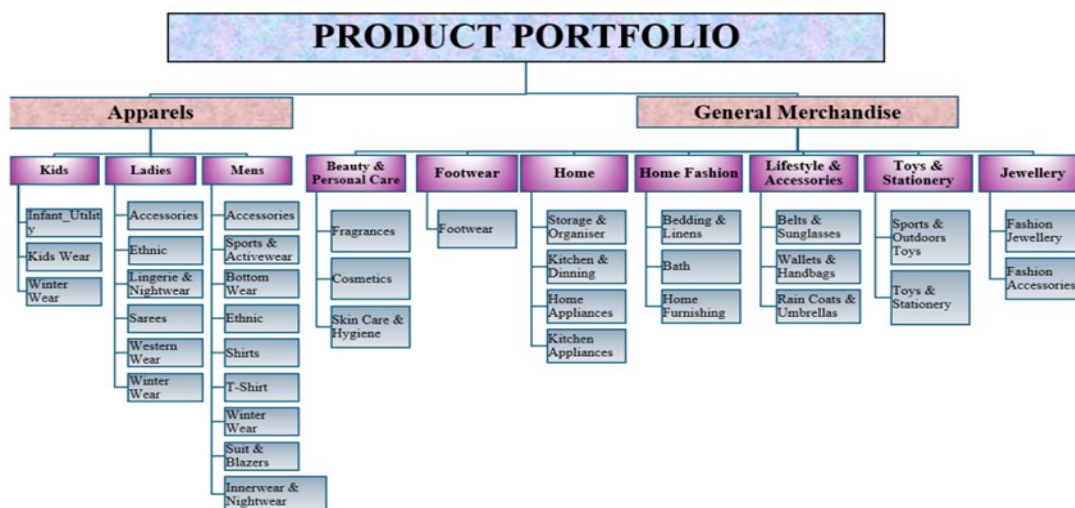 PRODUCT PORTFOLIO
Apparels
General Merchandise
Kids
Ladies
Mens
Beauty &
Personal Care
Footwear
Home
Home Fashion
Lifestyle &
Accessories
Toys &
Stationery
Jewellery
Infant_Utilit
y
Kids Wear
Winter
Wear
Accessories
Ethnic
Lingerie &
Nightwear
Sarees
Western
Wear
Winter
Wear
Accessories
Sports &
Activewear
Bottom
Wear
Ethnic
Shirts
T-Shirt
Winter
Wear
Suit &
Blazers
Innerwear &
Nightwear
Fragrances
Cosmetics
Skin Care &
Hygiene
Footwear
Storage &
Organiser
Kitchen &
Dinning
Home
Appliances
Kitchen
Appliances
Bedding &
Linens
Bath
Home
Furnishing
Belts &
Sunglasses
Wallets &
Handbags
Rain Coats &
Umbrellas
Sports &
Outdoors
Toys
Toys &
Stationery
Fashion
Jewellery
Fashion
Accessories